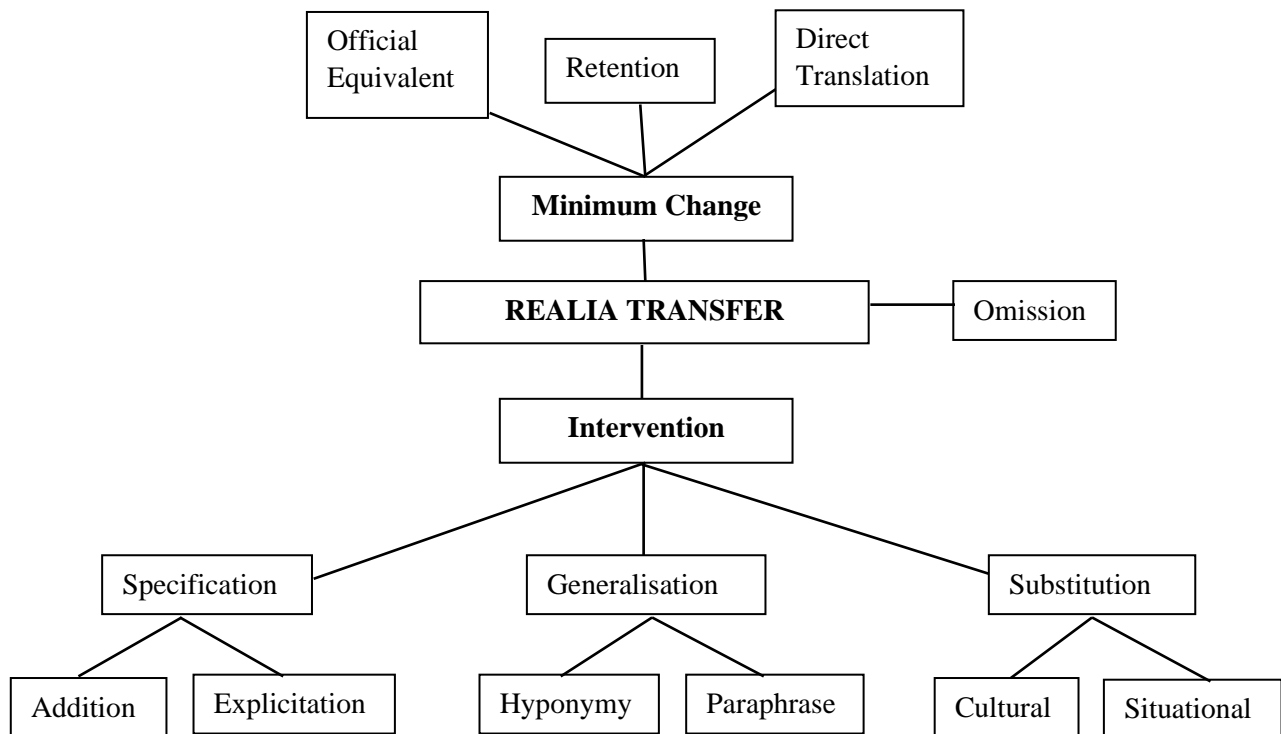 Official
Equivalent
Retention
Direct
Translation
Minimum Change
REALIA TRANSFER
Omission
Intervention
Specification
Generalisation
Substitution
Addition
Explicitation
Hyponymy
Paraphrase
Cultural
Situational